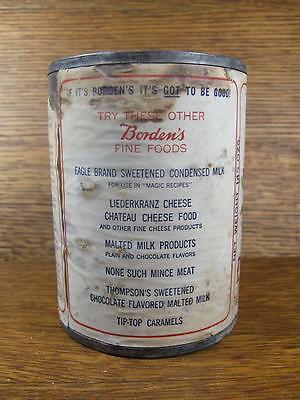 IF IT'S BORDEN'S IT'S GOT TO BE GOOD!
TRY THESE OTHER
Borden's
FINE FOODS
EAGLE BRAND SWEETENED CONDENSED MILK
FOR USE IN "MAGIC RECIPES"
LIEDERKRANZ CHEESE
CHATEAU CHEESE FOOD
AND OTHER FINE CHEESE PRODUCTS
MALTED MILK PRODUCTS
PLAIN AND CHOCOLATE FLAVORS
NONE SUCH MINCE MEAT
THOMPSON'S SWEETENED
CHOCOLATE FLAVORED MALTED MILK
TIP-TOP CARAMELS